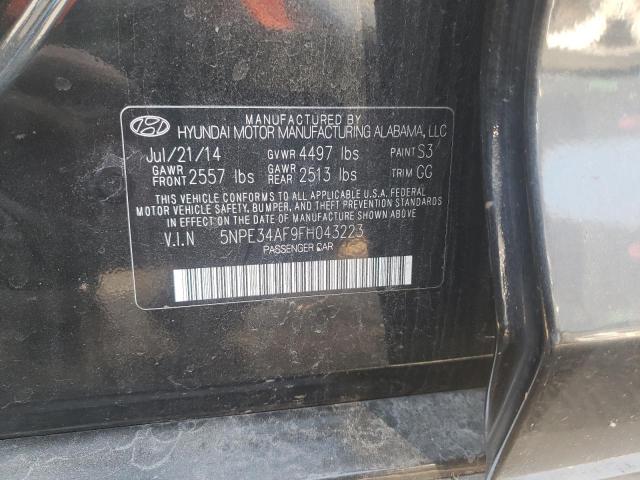 MANUFACTURED BY
HYUNDAI MOTOR MANUFACTURING ALABAMA, LLC
Jul/21/14 GVWR 4497 lbs PAINT S3
GAWR FRONT 2557 lbs GAWR REAR 2513 lbs TRIM GG
THIS VEHICLE CONFORMS TO ALL APPLICABLE U.S.A. FEDERAL
MOTOR VEHICLE SAFETY, BUMPER, AND THEFT PREVENTION STANDARDS
IN EFFECT ON THE DATE OF MANUFACTURE SHOWN ABOVE.
V.I.N 5NPE34AF9FH043223
PASSENGER CAR